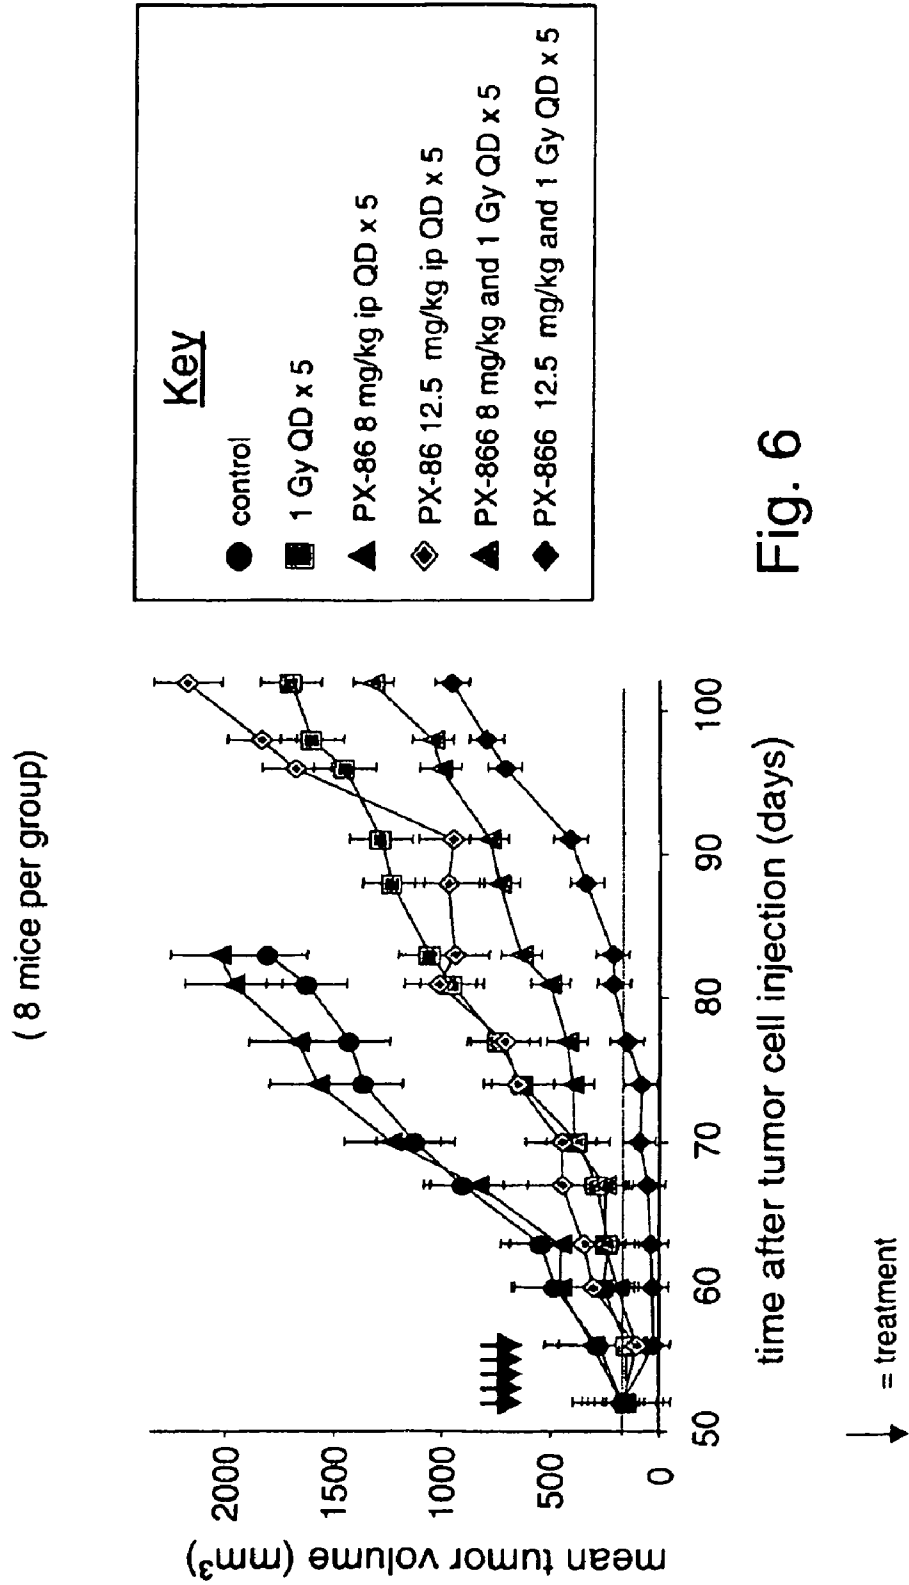 ( 8 mice per group)
mean tumor volume (mm³)
2000
1500
1000
500
0
50
60
70
80
90
100
time after tumor cell injection (days)
= treatment
Key
control
1 Gy QD x 5
PX-86 8 mg/kg ip QD x 5
PX-86 12.5 mg/kg ip QD x 5
PX-866 8 mg/kg and 1 Gy QD x 5
PX-866 12.5 mg/kg and 1 Gy QD x 5
Fig. 6